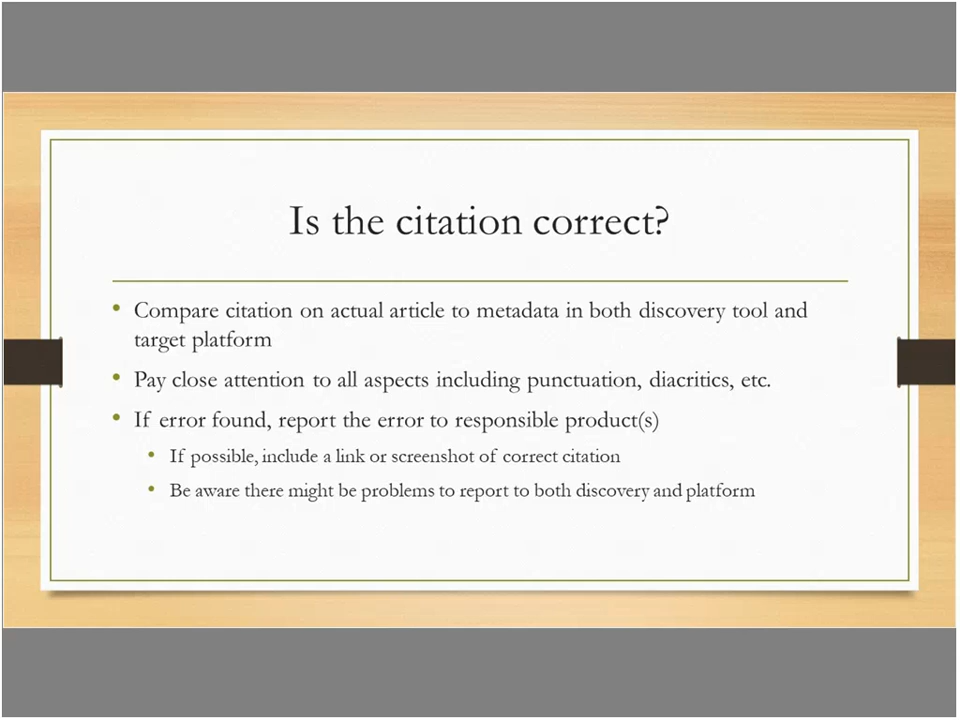 Is the citation correct?
• Compare citation on actual article to metadata in both discovery tool and
target platform
• Pay close attention to all aspects including punctuation, diacritics, etc.
• If error found, report the error to responsible product(s)
• If possible, include a link or screenshot of correct citation
• Be aware there might be problems to report to both discovery and platform